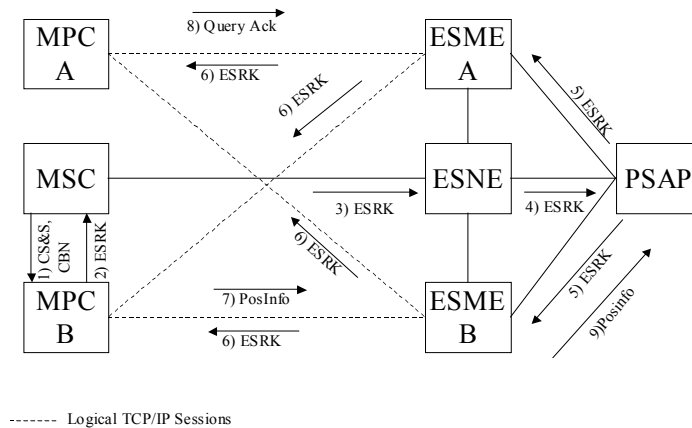 8) Query Ack
MPC
A
ESME
A
6) ESRK
6) ESRK
5) ESRK
MSC
ESNE
PSAP
3) ESRK
4) ESRK
1) CS&S,
CBN
2) ESRK
6) ESRK
5) ESRK
9)Posinfo
MPC
B
7) PosInfo
ESME
B
6) ESRK
Logical TCP/IP Sessions